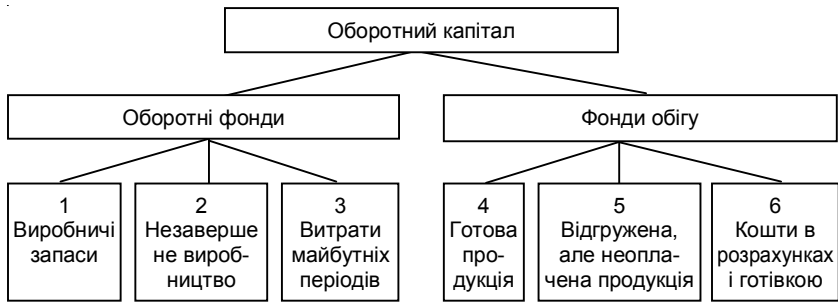 Оборотний капітал
Оборотні фонди
Фонди обігу
1
Виробничі
запаси
2
Незаверше
не вироб-
ництво
3
Витрати
майбутніх
періодів
4
Готова
про-
дукція
5
Відгружена,
але неопла-
чена продукція
6
Кошти в
розрахунках
і готівкою